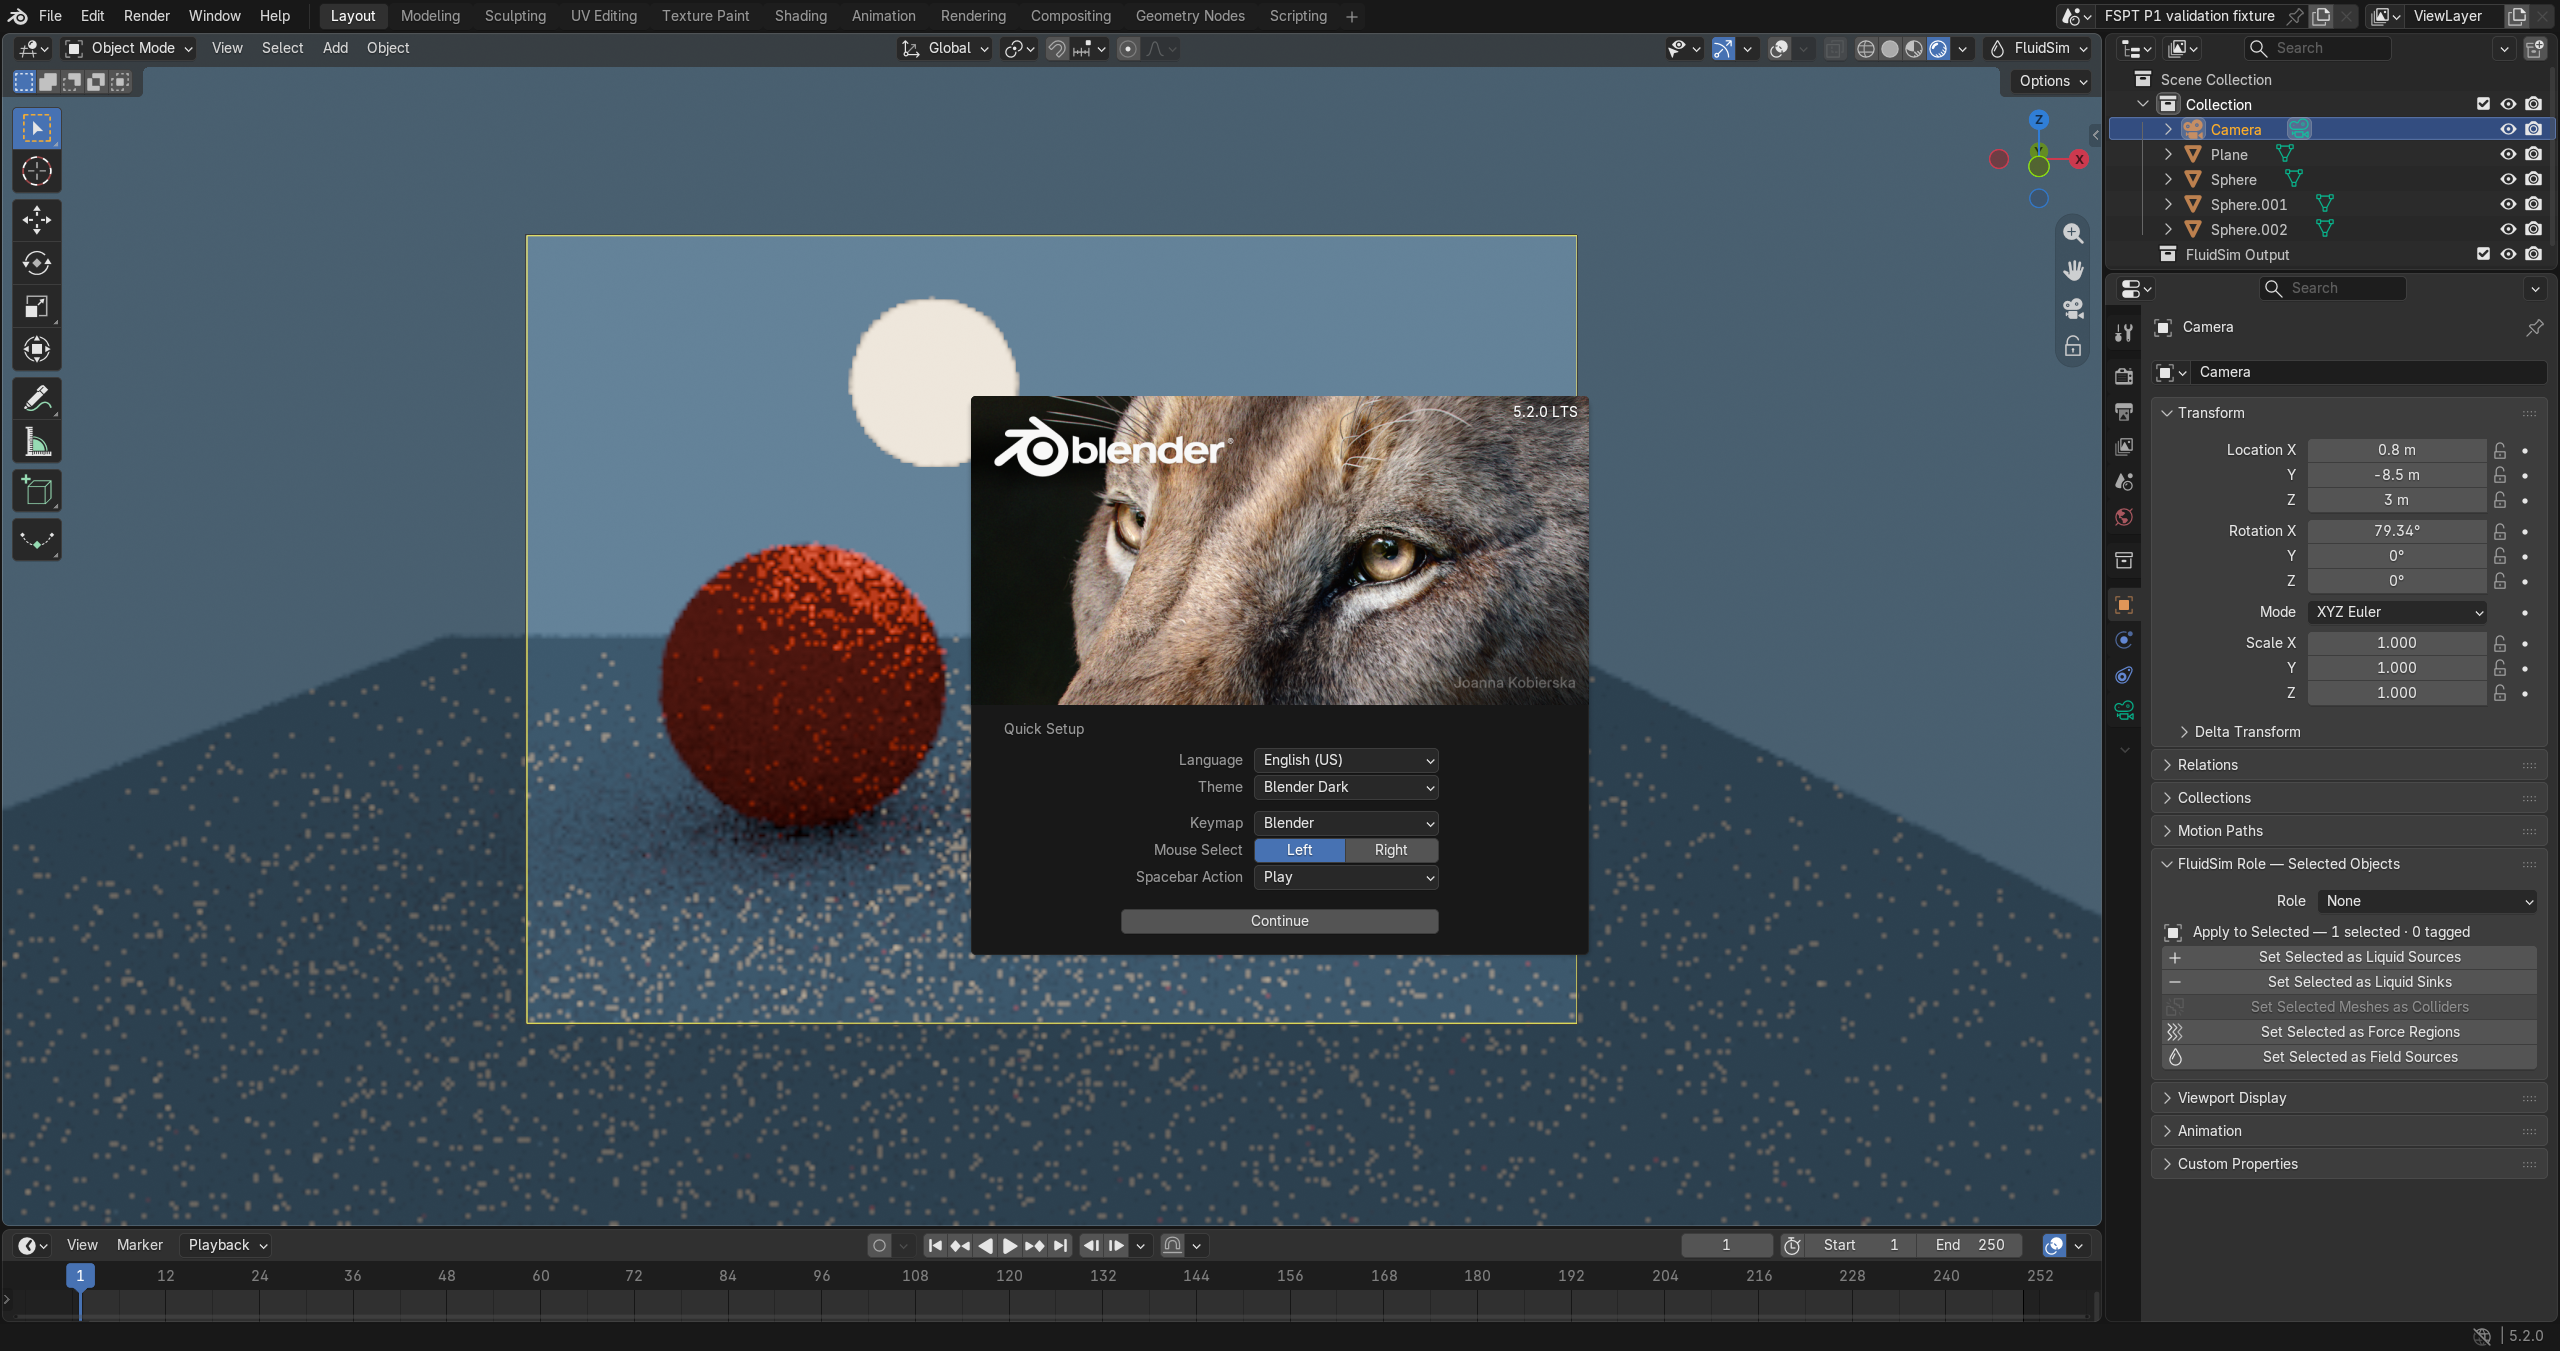 File Edit Render Window Help Layout Modeling Sculpting UV Editing Texture Paint Shading Animation Rendering Compositing Geometry Nodes Scripting FSPT P1 validation fixture ViewLayer
Object Mode View Select Add Object Global FluidSim Search
Options
Scene Collection
Collection
Camera
Plane
Sphere
Sphere.001
Sphere.002
FluidSim Output
Z
X
Search
Camera
Camera
Transform
Location X 0.8 m
Y -8.5 m
Z 3 m
Rotation X 79.34°
Y 0°
Z 0°
Mode XYZ Euler
Scale X 1.000
Y 1.000
Z 1.000
Delta Transform
Relations
Collections
Motion Paths
FluidSim Role — Selected Objects
Role None
Apply to Selected — 1 selected · 0 tagged
Set Selected as Liquid Sources
Set Selected as Liquid Sinks
Set Selected Meshes as Colliders
Set Selected as Force Regions
Set Selected as Field Sources
Viewport Display
Animation
Custom Properties
5.2.0 LTS
blender
Joanna Kobierska
Quick Setup
Language English (US)
Theme Blender Dark
Keymap Blender
Mouse Select Left Right
Spacebar Action Play
Continue
View Marker Playback 1 Start 1 End 250
1 12 24 36 48 60 72 84 96 108 120 132 144 156 168 180 192 204 216 228 240 252
5.2.0